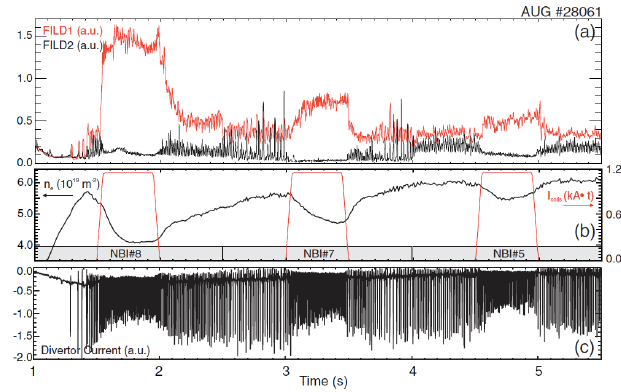 AUG #28061
FILD1 (a.u.)
FILD2 (a.u.)
(a)
1.5
1.0
0.5
0.0
nₑ (10¹⁹ m⁻³)
6.0
5.0
4.0
1.2
I_coils (kA• t)
0.6
0.0
(b)
NBI#8 NBI#7 NBI#5
0.0
-0.5
-1.0
-1.5
-2.0
Divertor Current (a.u.)
(c)
1 2 3 4 5
Time (s)